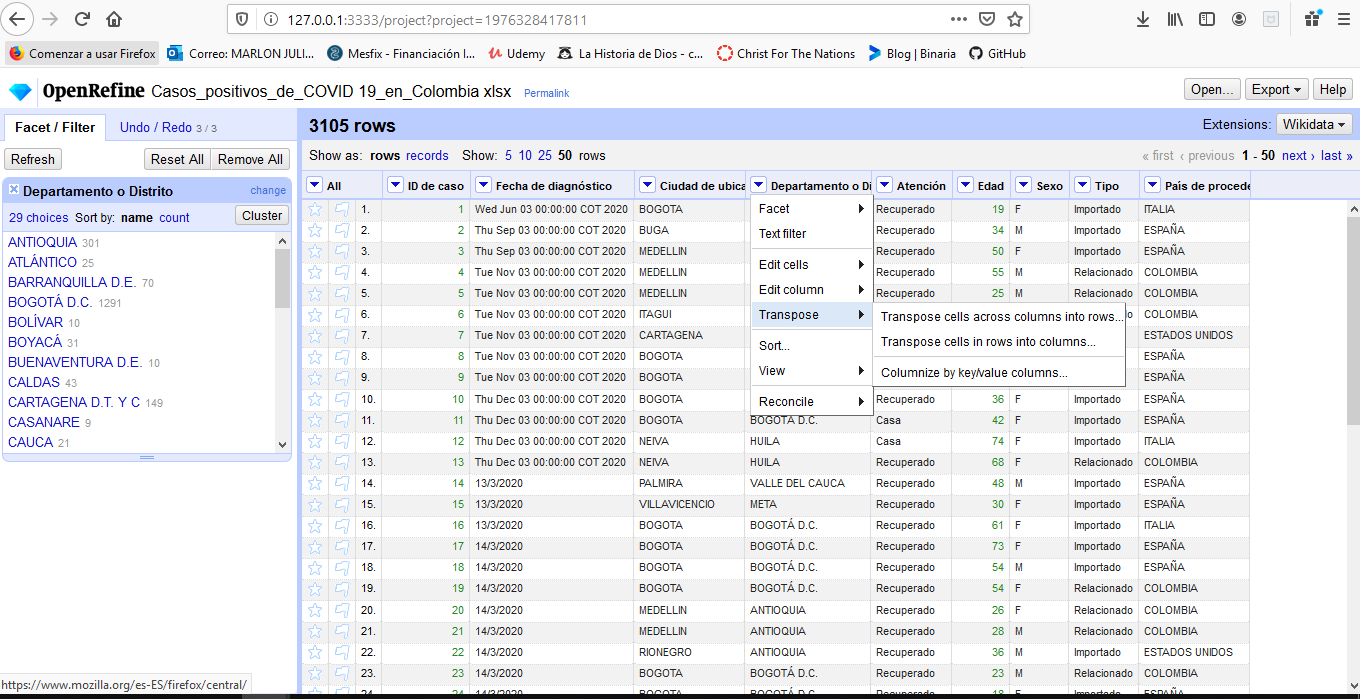 127.0.0.1:3333/project?project=1976328417811
Comenzar a usar Firefox Correo: MARLON JULI... Mesfix - Financiación I... Udemy La Historia de Dios - c... Christ For The Nations Blog | Binaria GitHub
OpenRefine Casos_positivos_de_COVID 19_en_Colombia xlsx Permalink Open... Export Help
Facet / Filter Undo / Redo 3 / 3
Refresh Reset All Remove All
Departamento o Distrito change
29 choices Sort by: name count Cluster
ANTIOQUIA 301
ATLÁNTICO 25
BARRANQUILLA D.E. 70
BOGOTÁ D.C. 1291
BOLÍVAR 10
BOYACÁ 31
BUENAVENTURA D.E. 10
CALDAS 43
CARTAGENA D.T. Y C 149
CASANARE 9
CAUCA 21
3105 rows Extensions: Wikidata
Show as: rows records Show: 5 10 25 50 rows « first ‹ previous 1 - 50 next › last »
All ID de caso Fecha de diagnóstico Ciudad de ubica Departamento o Di Atención Edad Sexo Tipo País de procede
1. 1 Wed Jun 03 00:00:00 COT 2020 BOGOTA Recuperado 19 F Importado ITALIA
2. 2 Thu Sep 03 00:00:00 COT 2020 BUGA Recuperado 34 M Importado ESPAÑA
3. 3 Thu Sep 03 00:00:00 COT 2020 MEDELLIN Recuperado 50 F Importado ESPAÑA
4. 4 Tue Nov 03 00:00:00 COT 2020 MEDELLIN Recuperado 55 M Relacionado COLOMBIA
5. 5 Tue Nov 03 00:00:00 COT 2020 MEDELLIN Recuperado 25 M Relacionado COLOMBIA
6. 6 Tue Nov 03 00:00:00 COT 2020 ITAGUI COLOMBIA
7. 7 Tue Nov 03 00:00:00 COT 2020 CARTAGENA ESTADOS UNIDOS
8. 8 Tue Nov 03 00:00:00 COT 2020 BOGOTA ESPAÑA
9. 9 Tue Nov 03 00:00:00 COT 2020 BOGOTA ESPAÑA
10. 10 Thu Dec 03 00:00:00 COT 2020 BOGOTA Recuperado 36 F Importado ESPAÑA
11. 11 Thu Dec 03 00:00:00 COT 2020 BOGOTA BOGOTÁ D.C. Casa 42 F Importado ESPAÑA
12. 12 Thu Dec 03 00:00:00 COT 2020 NEIVA HUILA Casa 74 F Importado ITALIA
13. 13 Thu Dec 03 00:00:00 COT 2020 NEIVA HUILA Recuperado 68 F Relacionado COLOMBIA
14. 14 13/3/2020 PALMIRA VALLE DEL CAUCA Recuperado 48 M Importado ESPAÑA
15. 15 13/3/2020 VILLAVICENCIO META Recuperado 30 F Importado ESPAÑA
16. 16 13/3/2020 BOGOTA BOGOTÁ D.C. Recuperado 61 F Importado ITALIA
17. 17 14/3/2020 BOGOTA BOGOTÁ D.C. Recuperado 73 F Importado ESPAÑA
18. 18 14/3/2020 BOGOTA BOGOTÁ D.C. Recuperado 54 M Importado ESPAÑA
19. 19 14/3/2020 BOGOTA BOGOTÁ D.C. Recuperado 54 F Relacionado COLOMBIA
20. 20 14/3/2020 MEDELLIN ANTIOQUIA Recuperado 26 F Relacionado COLOMBIA
21. 21 14/3/2020 MEDELLIN ANTIOQUIA Recuperado 28 M Relacionado COLOMBIA
22. 22 14/3/2020 RIONEGRO ANTIOQUIA Recuperado 36 M Importado ESTADOS UNIDOS
23. 23 14/3/2020 BOGOTA BOGOTÁ D.C. Recuperado 23 M Relacionado COLOMBIA
24. 24 14/3/2020 BOGOTA BOGOTÁ D.C. Recuperado 18 F Importado ESPAÑA
Facet
Text filter
Edit cells
Edit column
Transpose
Sort...
View
Reconcile
Transpose cells across columns into rows...
Transpose cells in rows into columns...
Columnize by key/value columns...
https://www.mozilla.org/es-ES/firefox/central/